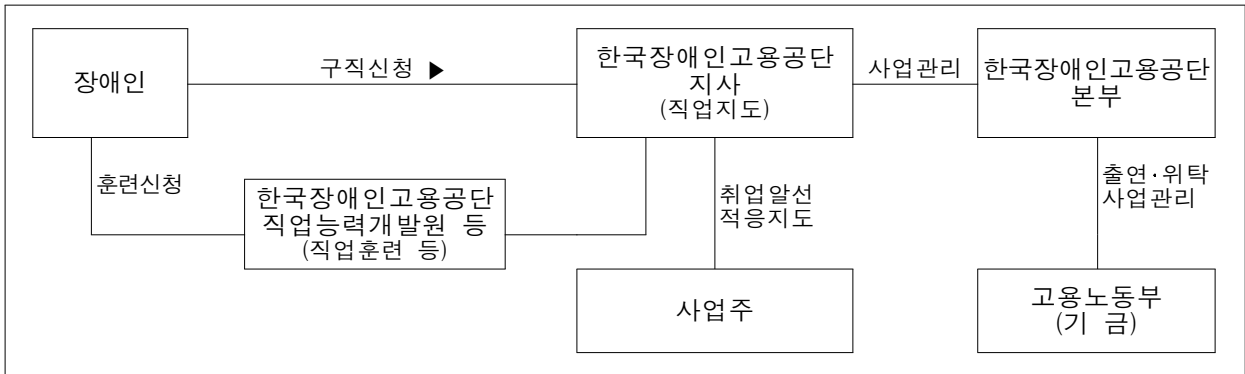 장애인
구직신청 ▶
한국장애인고용공단
지사
(직업지도)
사업관리
한국장애인고용공단
본부
훈련신청
한국장애인고용공단
직업능력개발원 등
(직업훈련 등)
취업알선
적응지도
출연·위탁
사업관리
사업주
고용노동부
(기 금)